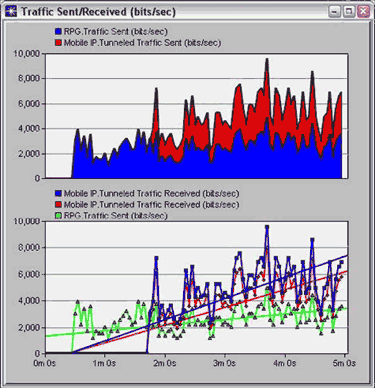 Traffic Sent/Received (bits/sec)
RPG.Traffic Sent (bits/sec)
Mobile IP.Tunneled Traffic Sent (bits/sec)
10,000
8,000
6,000
4,000
2,000
0
Mobile IP.Tunneled Traffic Received (bits/sec)
Mobile IP.Tunneled Traffic Received (bits/sec)
RPG.Traffic Sent (bits/sec)
10,000
8,000
6,000
4,000
2,000
0
0m 0s 1m 0s 2m 0s 3m 0s 4m 0s 5m 0s